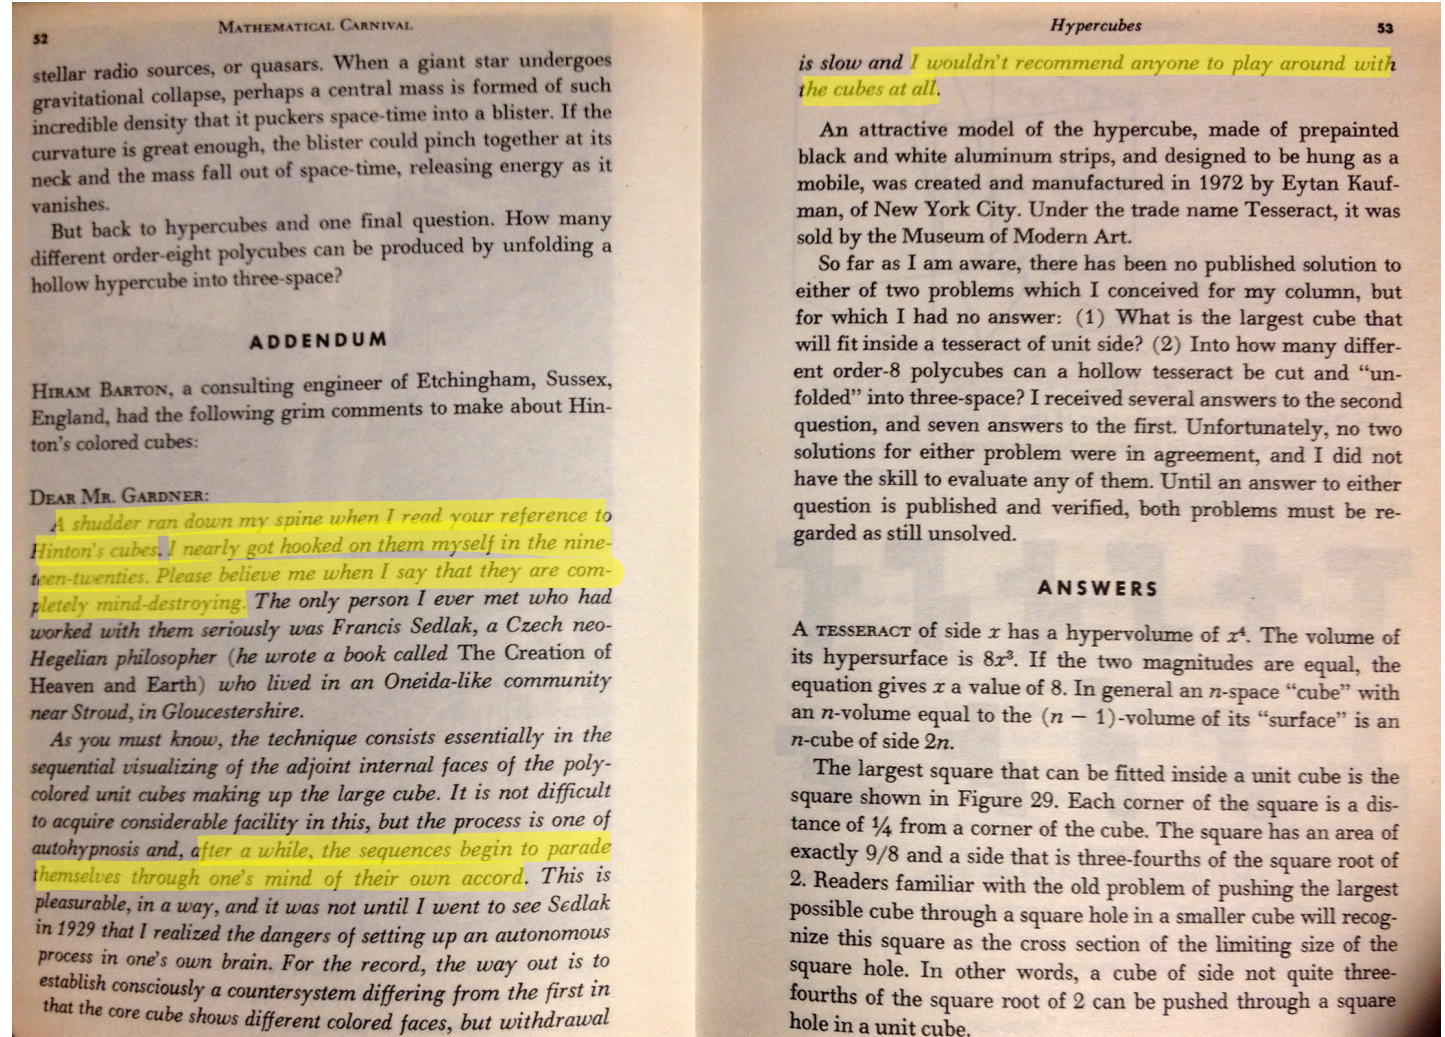 52
MATHEMATICAL CARNIVAL
stellar radio sources, or quasars. When a giant star undergoes
gravitational collapse, perhaps a central mass is formed of such
incredible density that it puckers space-time into a blister. If the
curvature is great enough, the blister could pinch together at its
neck and the mass fall out of space-time, releasing energy as it
vanishes.
But back to hypercubes and one final question. How many
different order-eight polycubes can be produced by unfolding a
hollow hypercube into three-space?
ADDENDUM
HIRAM BARTON, a consulting engineer of Etchingham, Sussex,
England, had the following grim comments to make about Hin-
ton's colored cubes:
DEAR MR. GARDNER:
A shudder ran down my spine when I read your reference to
Hinton's cubes. I nearly got hooked on them myself in the nine-
teen-twenties. Please believe me when I say that they are com-
pletely mind-destroying. The only person I ever met who had
worked with them seriously was Francis Sedlak, a Czech neo-
Hegelian philosopher (he wrote a book called The Creation of
Heaven and Earth) who lived in an Oneida-like community
near Stroud, in Gloucestershire.
As you must know, the technique consists essentially in the
sequential visualizing of the adjoint internal faces of the poly-
colored unit cubes making up the large cube. It is not difficult
to acquire considerable facility in this, but the process is one of
autohypnosis and, after a while, the sequences begin to parade
themselves through one's mind of their own accord. This is
pleasurable, in a way, and it was not until I went to see Sedlak
in 1929 that I realized the dangers of setting up an autonomous
process in one's own brain. For the record, the way out is to
establish consciously a countersystem differing from the first in
that the core cube shows different colored faces, but withdrawal
Hypercubes
53
is slow and I wouldn't recommend anyone to play around with
the cubes at all.
An attractive model of the hypercube, made of prepainted
black and white aluminum strips, and designed to be hung as a
mobile, was created and manufactured in 1972 by Eytan Kauf-
man, of New York City. Under the trade name Tesseract, it was
sold by the Museum of Modern Art.
So far as I am aware, there has been no published solution to
either of two problems which I conceived for my column, but
for which I had no answer: (1) What is the largest cube that
will fit inside a tesseract of unit side? (2) Into how many differ-
ent order-8 polycubes can a hollow tesseract be cut and “un-
folded” into three-space? I received several answers to the second
question, and seven answers to the first. Unfortunately, no two
solutions for either problem were in agreement, and I did not
have the skill to evaluate any of them. Until an answer to either
question is published and verified, both problems must be re-
garded as still unsolved.
ANSWERS
A TESSERACT of side x has a hypervolume of x⁴. The volume of
its hypersurface is 8x³. If the two magnitudes are equal, the
equation gives x a value of 8. In general an n-space “cube” with
an n-volume equal to the (n − 1)-volume of its “surface” is an
n-cube of side 2n.
The largest square that can be fitted inside a unit cube is the
square shown in Figure 29. Each corner of the square is a dis-
tance of ¼ from a corner of the cube. The square has an area of
exactly 9/8 and a side that is three-fourths of the square root of
2. Readers familiar with the old problem of pushing the largest
possible cube through a square hole in a smaller cube will recog-
nize this square as the cross section of the limiting size of the
square hole. In other words, a cube of side not quite three-
fourths of the square root of 2 can be pushed through a square
hole in a unit cube.